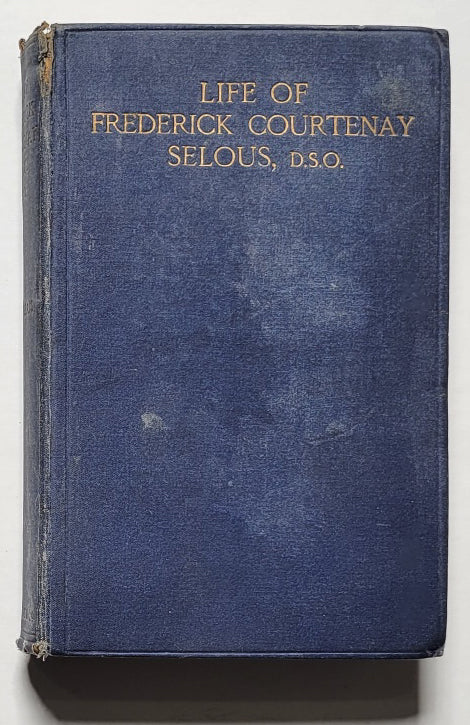 LIFE OF
FREDERICK COURTENAY
SELOUS, D.S.O.